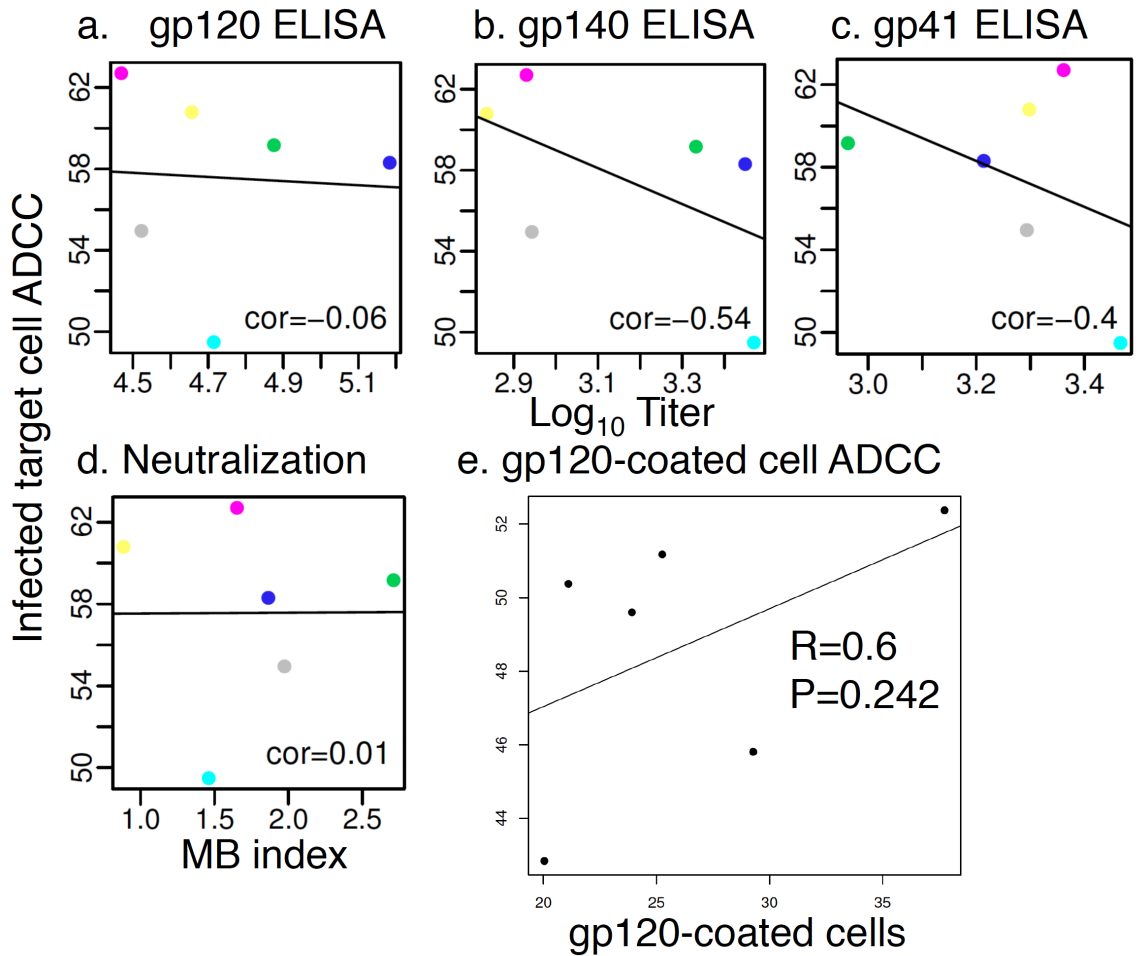 a. gp120 ELISA
b. gp140 ELISA
c. gp41 ELISA
Infected target cell ADCC
62
58
54
50
cor=−0.06
4.5 4.7 4.9 5.1
62
58
54
50
cor=−0.54
2.9 3.1 3.3
62
58
54
50
cor=−0.4
3.0 3.2 3.4
Log10 Titer
d. Neutralization
e. gp120-coated cell ADCC
62
58
54
50
cor=0.01
1.0 1.5 2.0 2.5
MB index
52
50
48
46
44
R=0.6
P=0.242
20 25 30 35
gp120-coated cells